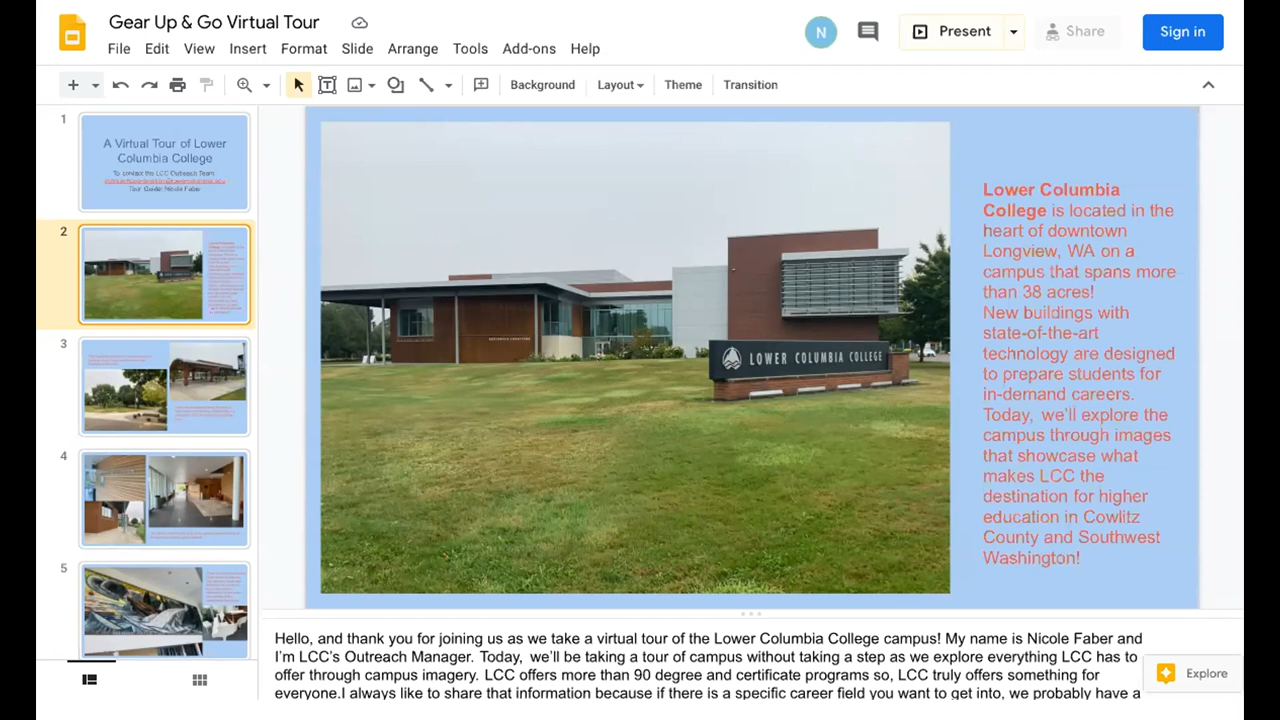 Gear Up & Go Virtual Tour
File Edit View Insert Format Slide Arrange Tools Add-ons Help
N
Present
Share
Sign in
Background Layout Theme Transition
1
A Virtual Tour of Lower
Columbia College
To contact the LCC Outreach Team
Tour Guide: Nicole Faber
2
3
4
5
LOWER COLUMBIA COLLEGE
Lower Columbia
College is located in the
heart of downtown
Longview, WA on a
campus that spans more
than 38 acres!
New buildings with
state-of-the-art
technology are designed
to prepare students for
in-demand careers.
Today, we'll explore the
campus through images
that showcase what
makes LCC the
destination for higher
education in Cowlitz
County and Southwest
Washington!
Hello, and thank you for joining us as we take a virtual tour of the Lower Columbia College campus! My name is Nicole Faber and
I'm LCC's Outreach Manager. Today, we'll be taking a tour of campus without taking a step as we explore everything LCC has to
offer through campus imagery. LCC offers more than 90 degree and certificate programs so, LCC truly offers something for
everyone.I always like to share that information because if there is a specific career field you want to get into, we probably have a
Explore